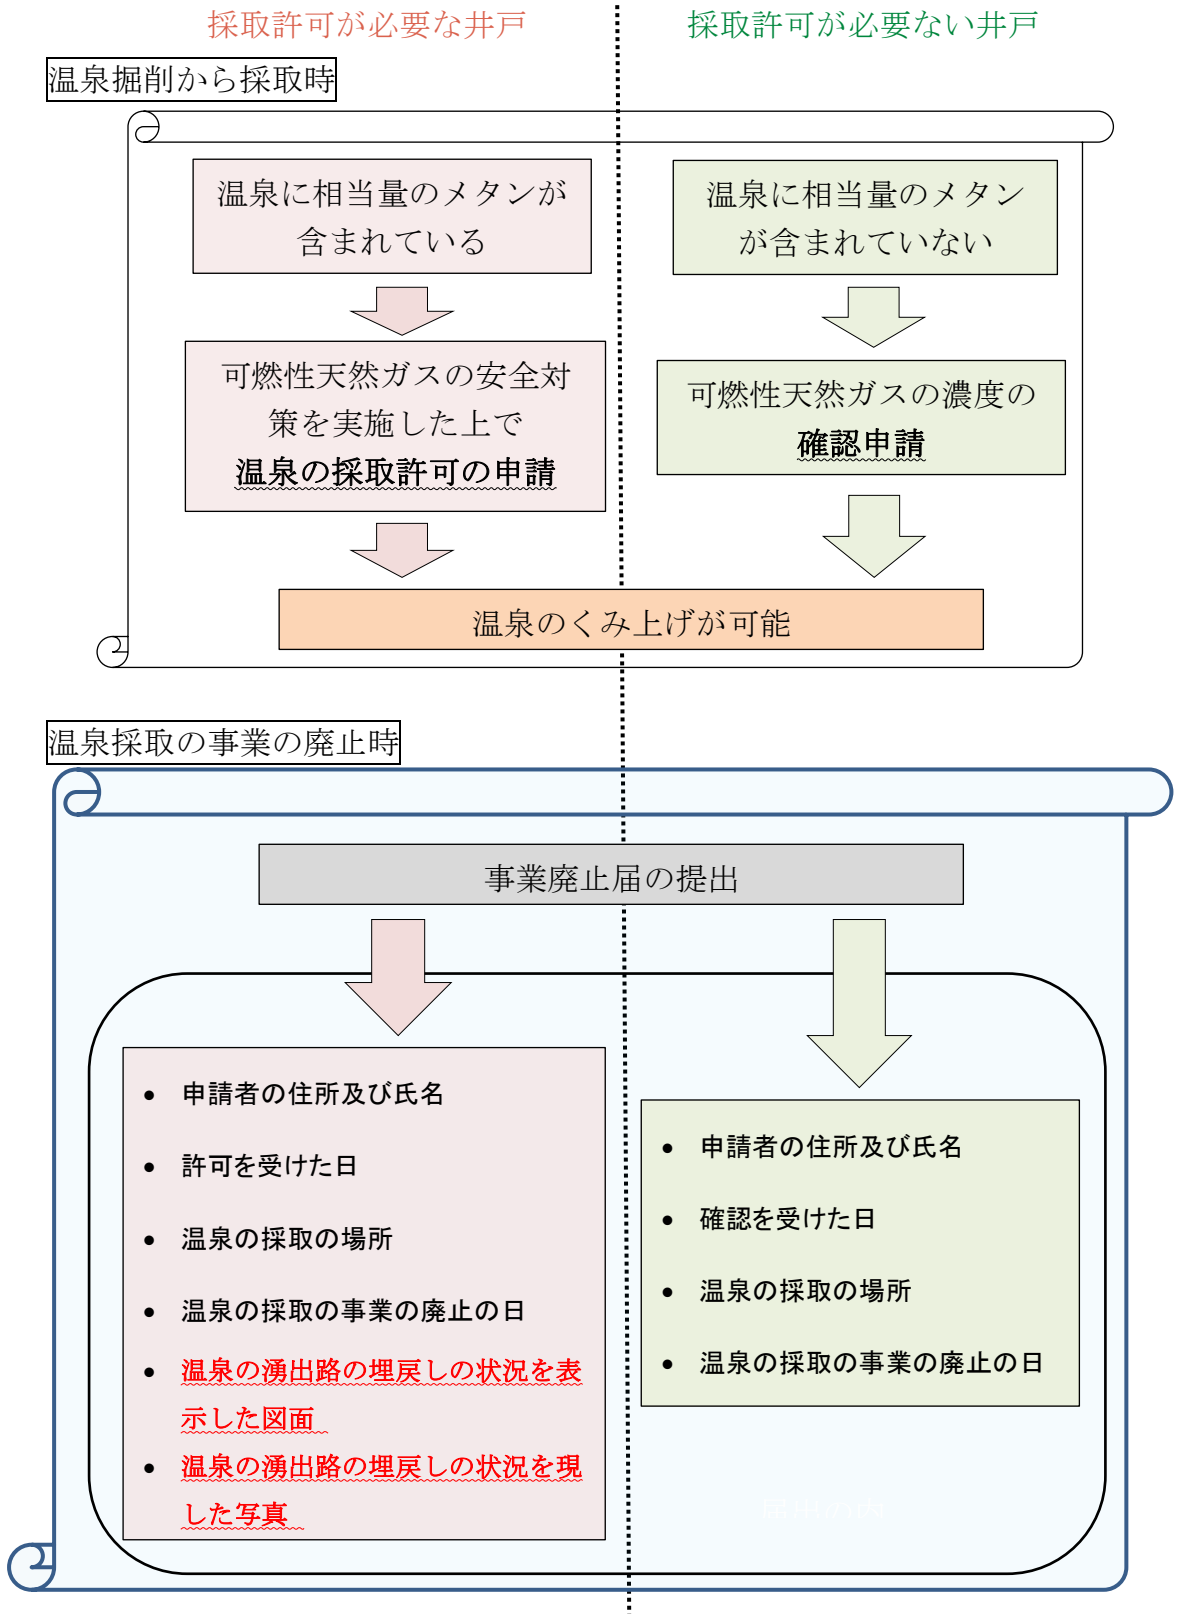 採取許可が必要な井戸
採取許可が必要ない井戸
温泉掘削から採取時
温泉に相当量のメタンが
含まれている
温泉に相当量のメタン
が含まれていない
可燃性天然ガスの安全対
策を実施した上で
温泉の採取許可の申請
可燃性天然ガスの濃度の
確認申請
温泉のくみ上げが可能
温泉採取の事業の廃止時
事業廃止届の提出
• 申請者の住所及び氏名
• 許可を受けた日
• 温泉の採取の場所
• 温泉の採取の事業の廃止の日
• 温泉の湧出路の埋戻しの状況を表
示した図面
• 温泉の湧出路の埋戻しの状況を現
した写真
• 申請者の住所及び氏名
• 確認を受けた日
• 温泉の採取の場所
• 温泉の採取の事業の廃止の日